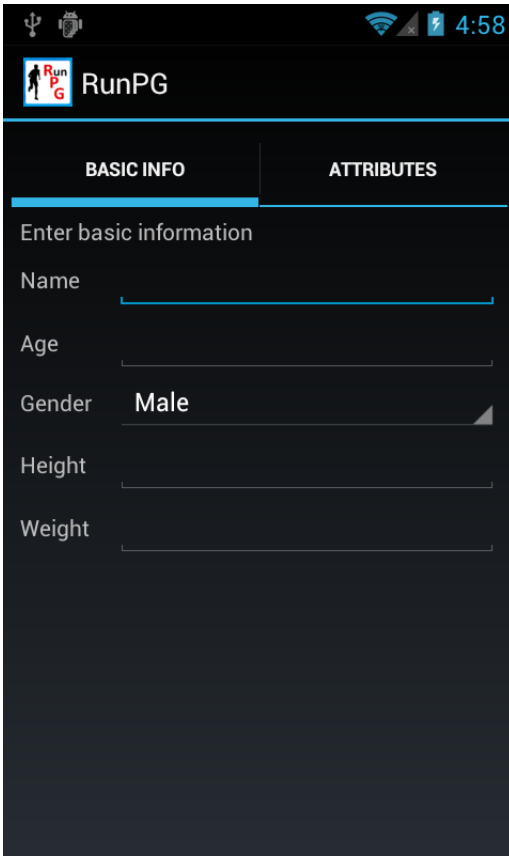 4:58
Run
P
G
RunPG
BASIC INFO ATTRIBUTES
Enter basic information
Name
Age
Gender Male
Height
Weight